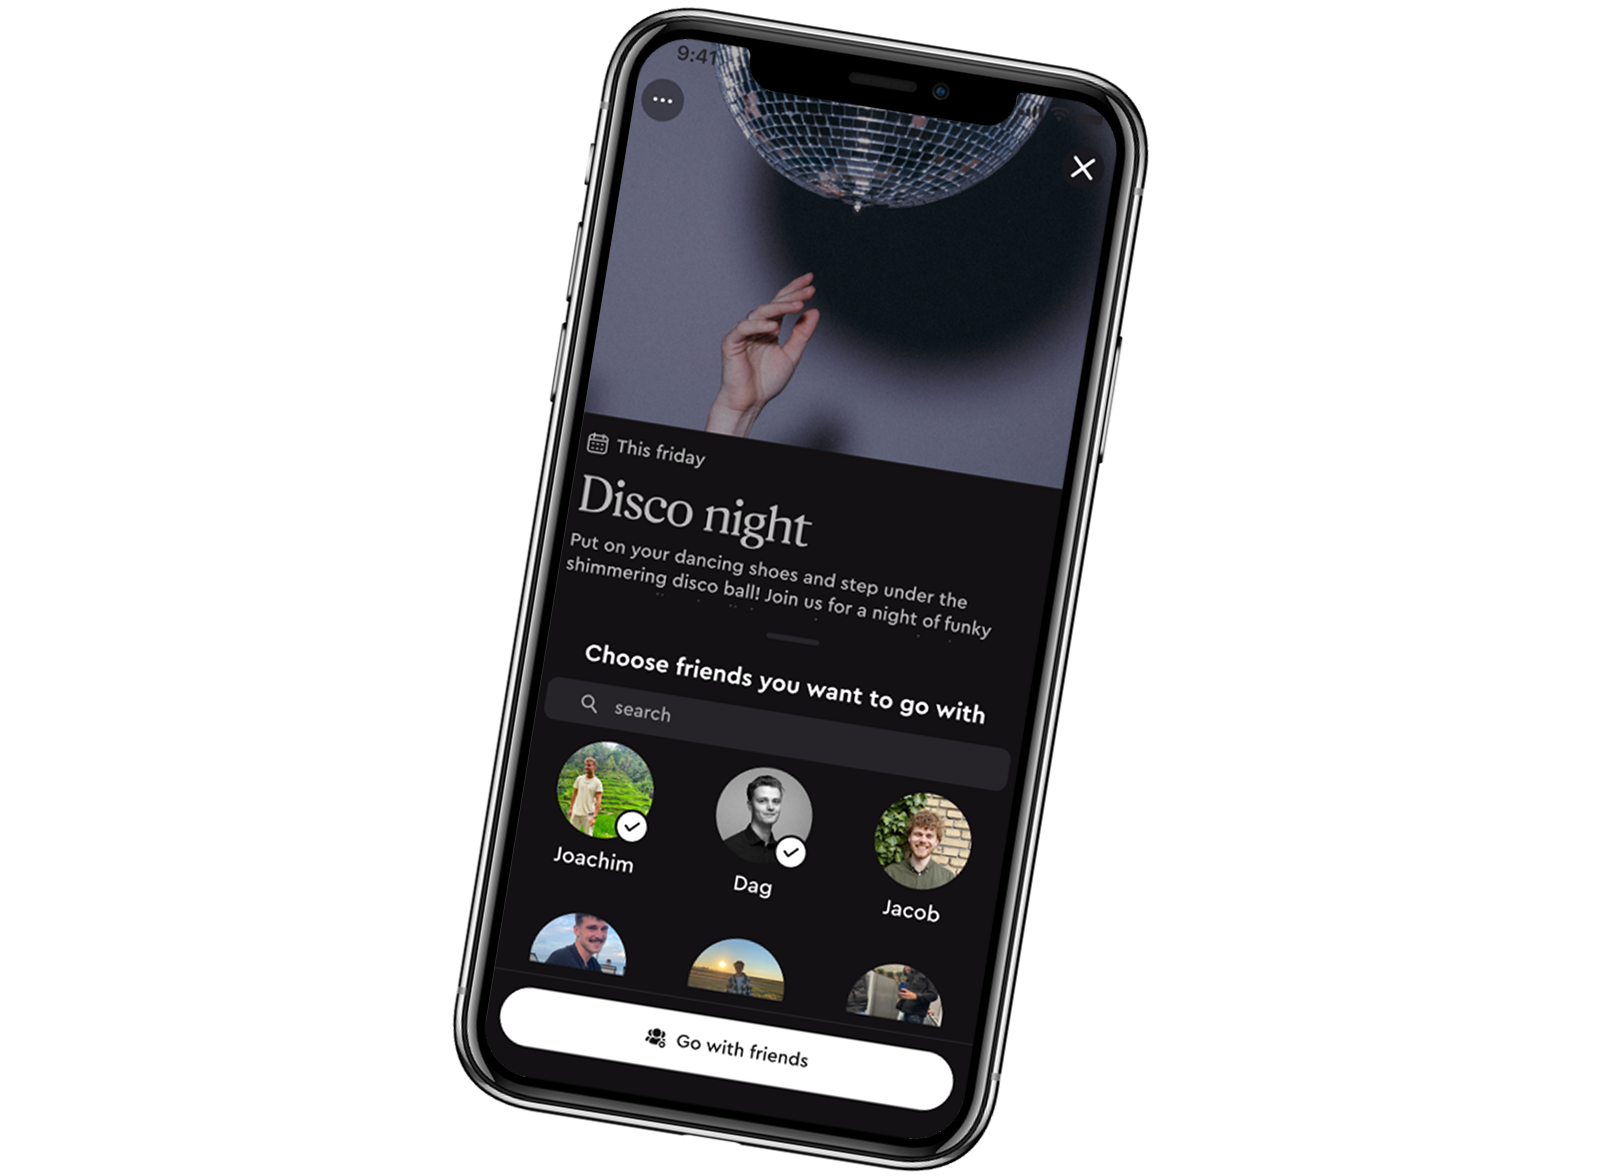 9:41
This friday
Disco night
Put on your dancing shoes and step under the
shimmering disco ball! Join us for a night of funky
Choose friends you want to go with
search
Joachim
Dag
Jacob
Go with friends